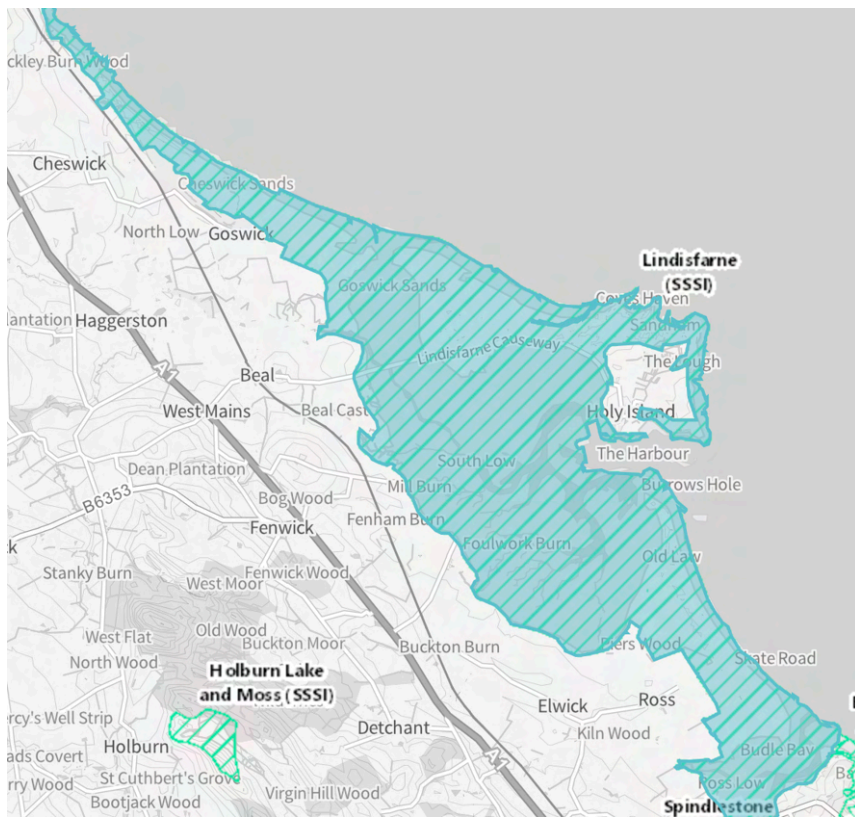 ckley Burn Wood
Cheswick
Cheswick Sands
North Low
Goswick
Lindisfarne
(SSSI)
Goswick Sands
Coves Haven
lantation
Haggerston
Sandham
Lindisfarne Causeway
The Lough
A1
Beal
West Mains
Beal Cast
Holy Island
The Harbour
Dean Plantation
South Low
Mill Burn
Burrows Hole
B6353
Bog Wood
Fenwick
Fenham Burn
ck
Foulwork Burn
Old Law
Stanky Burn
West Moor
Fenwick Wood
West Flat
Old Wood
Buckton Moor
Buckton Burn
Piers Wood
North Wood
Skate Road
Holburn Lake
and Moss (SSSI)
Elwick
Ross
ercy's Well Strip
Detchant
Kiln Wood
Holburn
ads Covert
A1
Budle Bay
St Cuthbert's Grove
Ross Low
rry Wood
Bootjack Wood
Virgin Hill Wood
Spindlestone